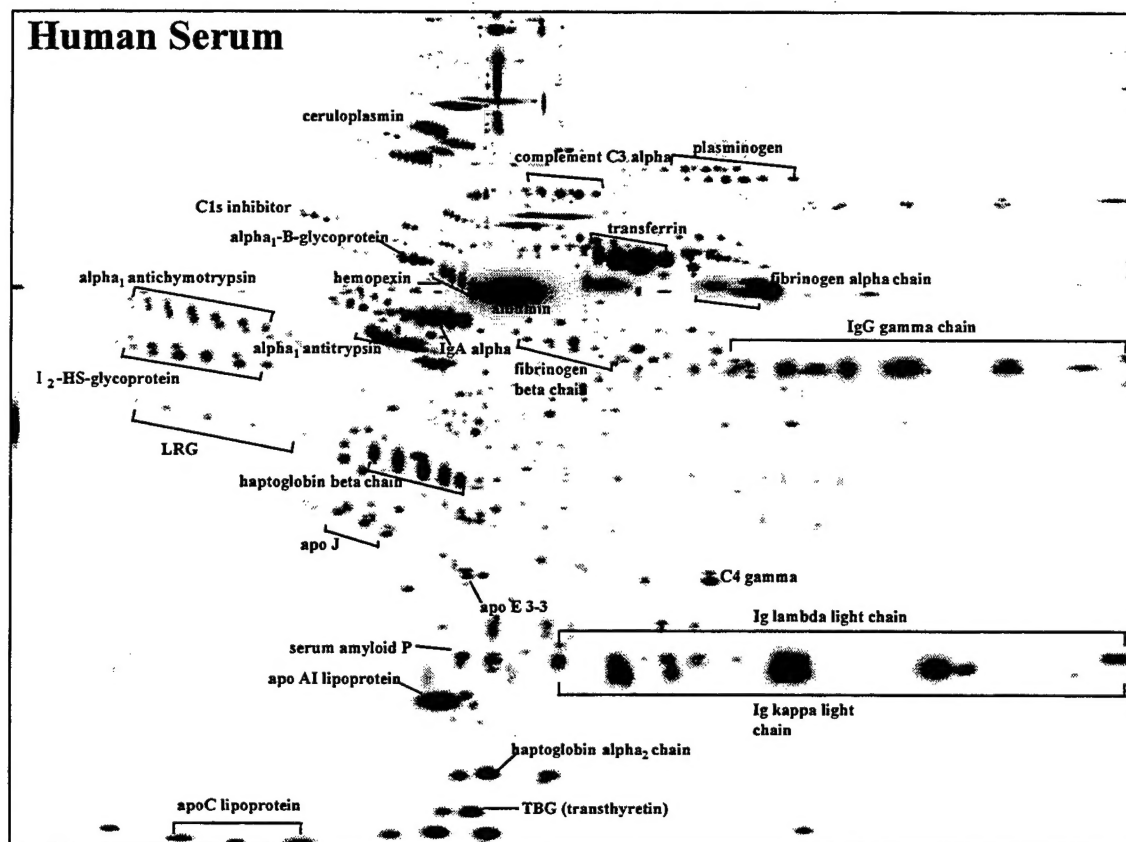 Human Serum
ceruloplasmin
plasminogen
complement C3 alpha
C1s inhibitor
transferrin
alpha₁-B-glycoprotein
hemopexin
fibrinogen alpha chain
alpha₁ antichymotrypsin
albumin
IgG gamma chain
alpha₁ antitrypsin
IgA alpha
I ₂-HS-glycoprotein
fibrinogen
beta chain
LRG
haptoglobin beta chain
apo J
C4 gamma
apo E 3-3
Ig lambda light chain
serum amyloid P
apo AI lipoprotein
Ig kappa light
chain
haptoglobin alpha₂ chain
apoC lipoprotein
TBG (transthyretin)